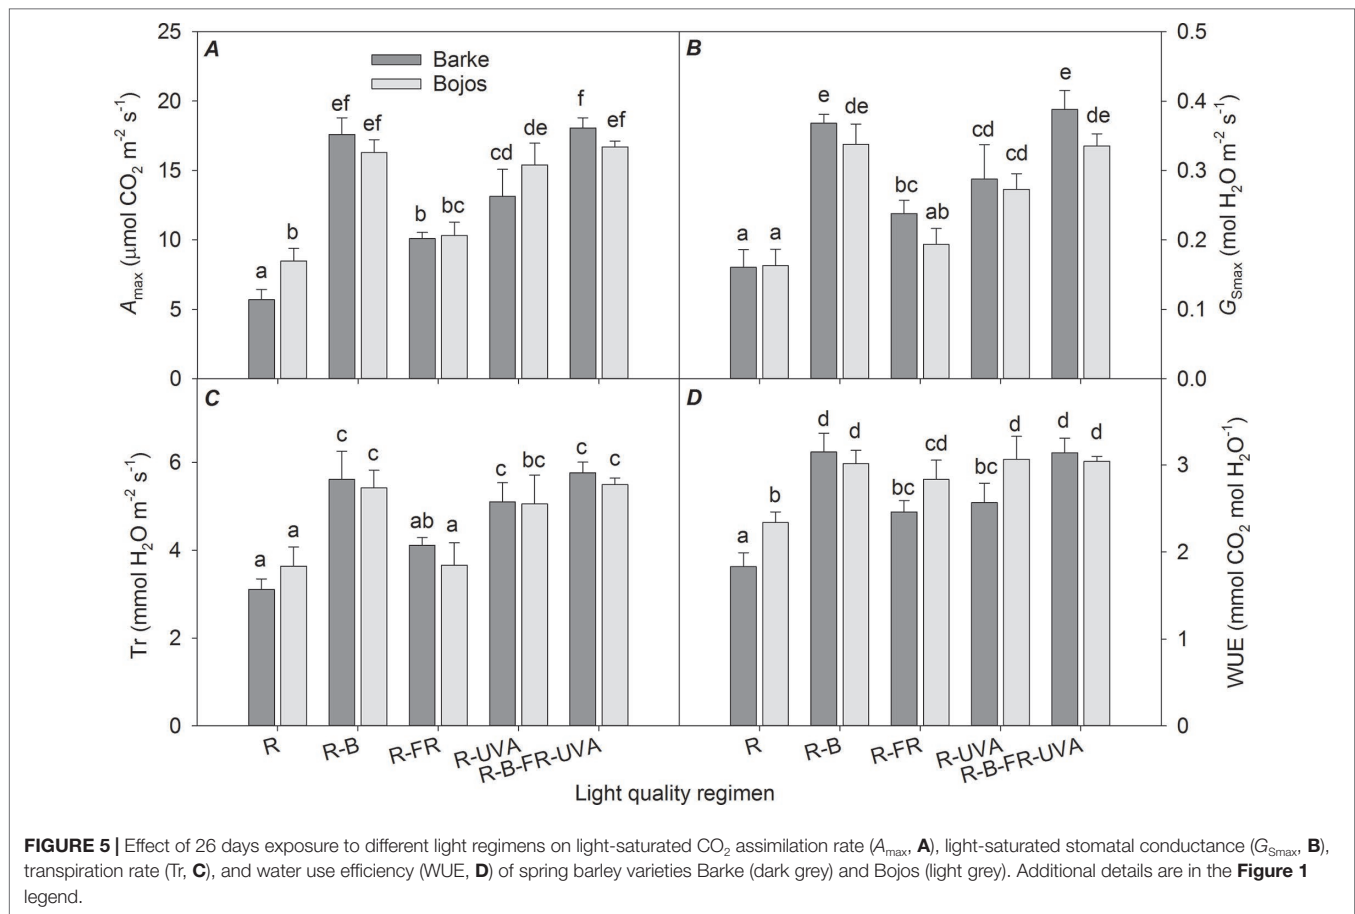 A
Barke
Bojos
25
20
15
10
5
0
Amax (µmol CO2 m-2 s-1)
a b ef ef b bc cd de f ef
B
0.5
0.4
0.3
0.2
0.1
0.0
GSmax (mol H2O m-2 s-1)
a a e de bc ab cd cd e de
C
6
4
2
0
Tr (mmol H2O m-2 s-1)
a a c c ab a c bc c c
D
3
2
1
0
WUE (mmol CO2 mol H2O-1)
a b d d bc cd bc d d d
R R-B R-FR R-UVA R-B-FR-UVA
R R-B R-FR R-UVA R-B-FR-UVA
Light quality regimen
FIGURE 5 | Effect of 26 days exposure to different light regimens on light-saturated CO2 assimilation rate (Amax, A), light-saturated stomatal conductance (GSmax, B),
transpiration rate (Tr, C), and water use efficiency (WUE, D) of spring barley varieties Barke (dark grey) and Bojos (light grey). Additional details are in the Figure 1
legend.